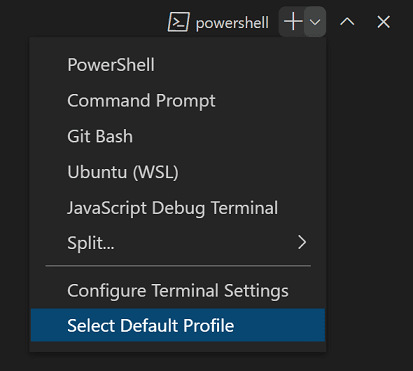 powershell
PowerShell
Command Prompt
Git Bash
Ubuntu (WSL)
JavaScript Debug Terminal
Split...
Configure Terminal Settings
Select Default Profile